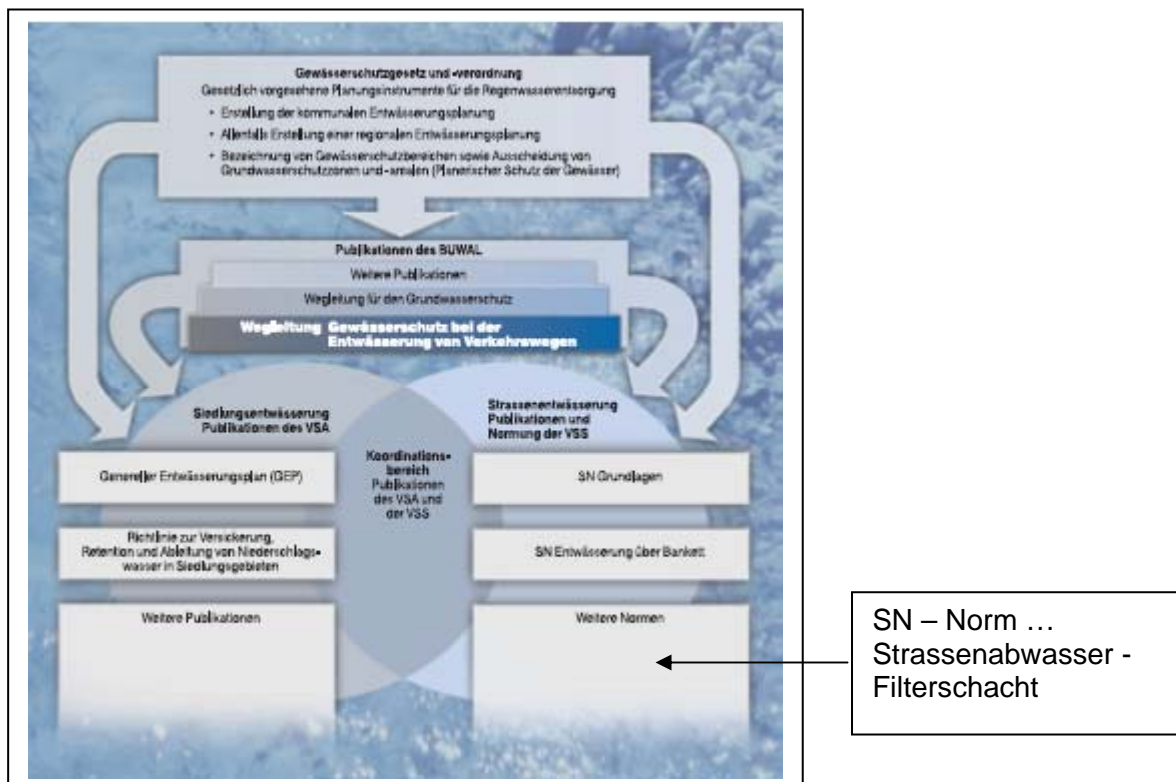 Gewässerschutzgesetz und -verordnung
Gesetzlich vorgesehene Planungsinstrumente für die Regenwasserentsorgung
• Erstellung der kommunalen Entwässerungsplanung
• Allenfalls Erstellung einer regionalen Entwässerungsplanung
• Bezeichnung von Gewässerschutzbereichen sowie Ausscheidung von
Grundwasserschutzzonen und -arealen (Planerischer Schutz der Gewässer)
Publikationen des BUWAL
Weitere Publikationen
Wegleitung für den Grundwasserschutz
Wegleitung Gewässerschutz bei der
Entwässerung von Verkehrswegen
Siedlungsentwässerung
Publikationen des VSA
Strassenentwässerung
Publikationen und
Normung der VSS
Koordinations-
bereich
Publikationen
des VSA und
der VSS
Genereller Entwässerungsplan (GEP)
SN Grundlagen
Richtlinie zur Versickerung,
Retention und Ableitung von Niederschlags-
wasser in Siedlungsgebieten
SN Entwässerung über Bankett
Weitere Publikationen
Weitere Normen
SN – Norm …
Strassenabwasser -
Filterschacht